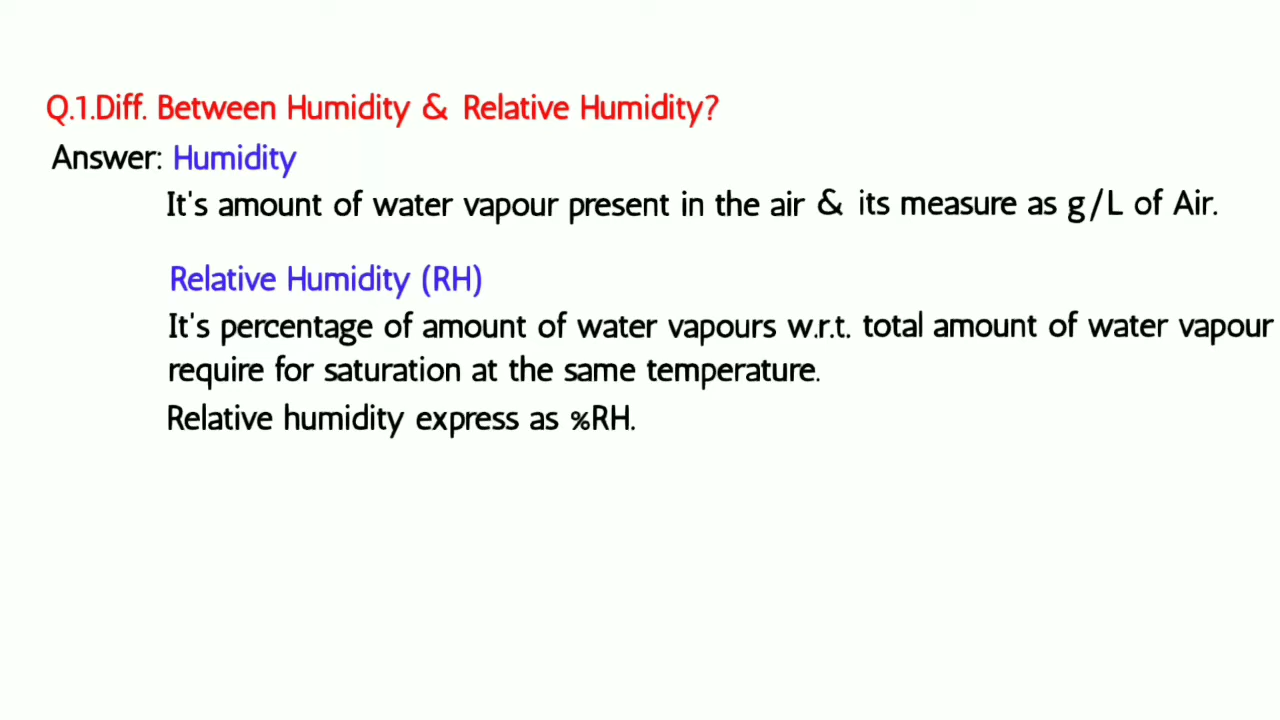 Q.1.Diff. Between Humidity & Relative Humidity?
Answer: Humidity
It's amount of water vapour present in the air & its measure as g/L of Air.
Relative Humidity (RH)
It's percentage of amount of water vapours w.r.t. total amount of water vapour
require for saturation at the same temperature.
Relative humidity express as %RH.